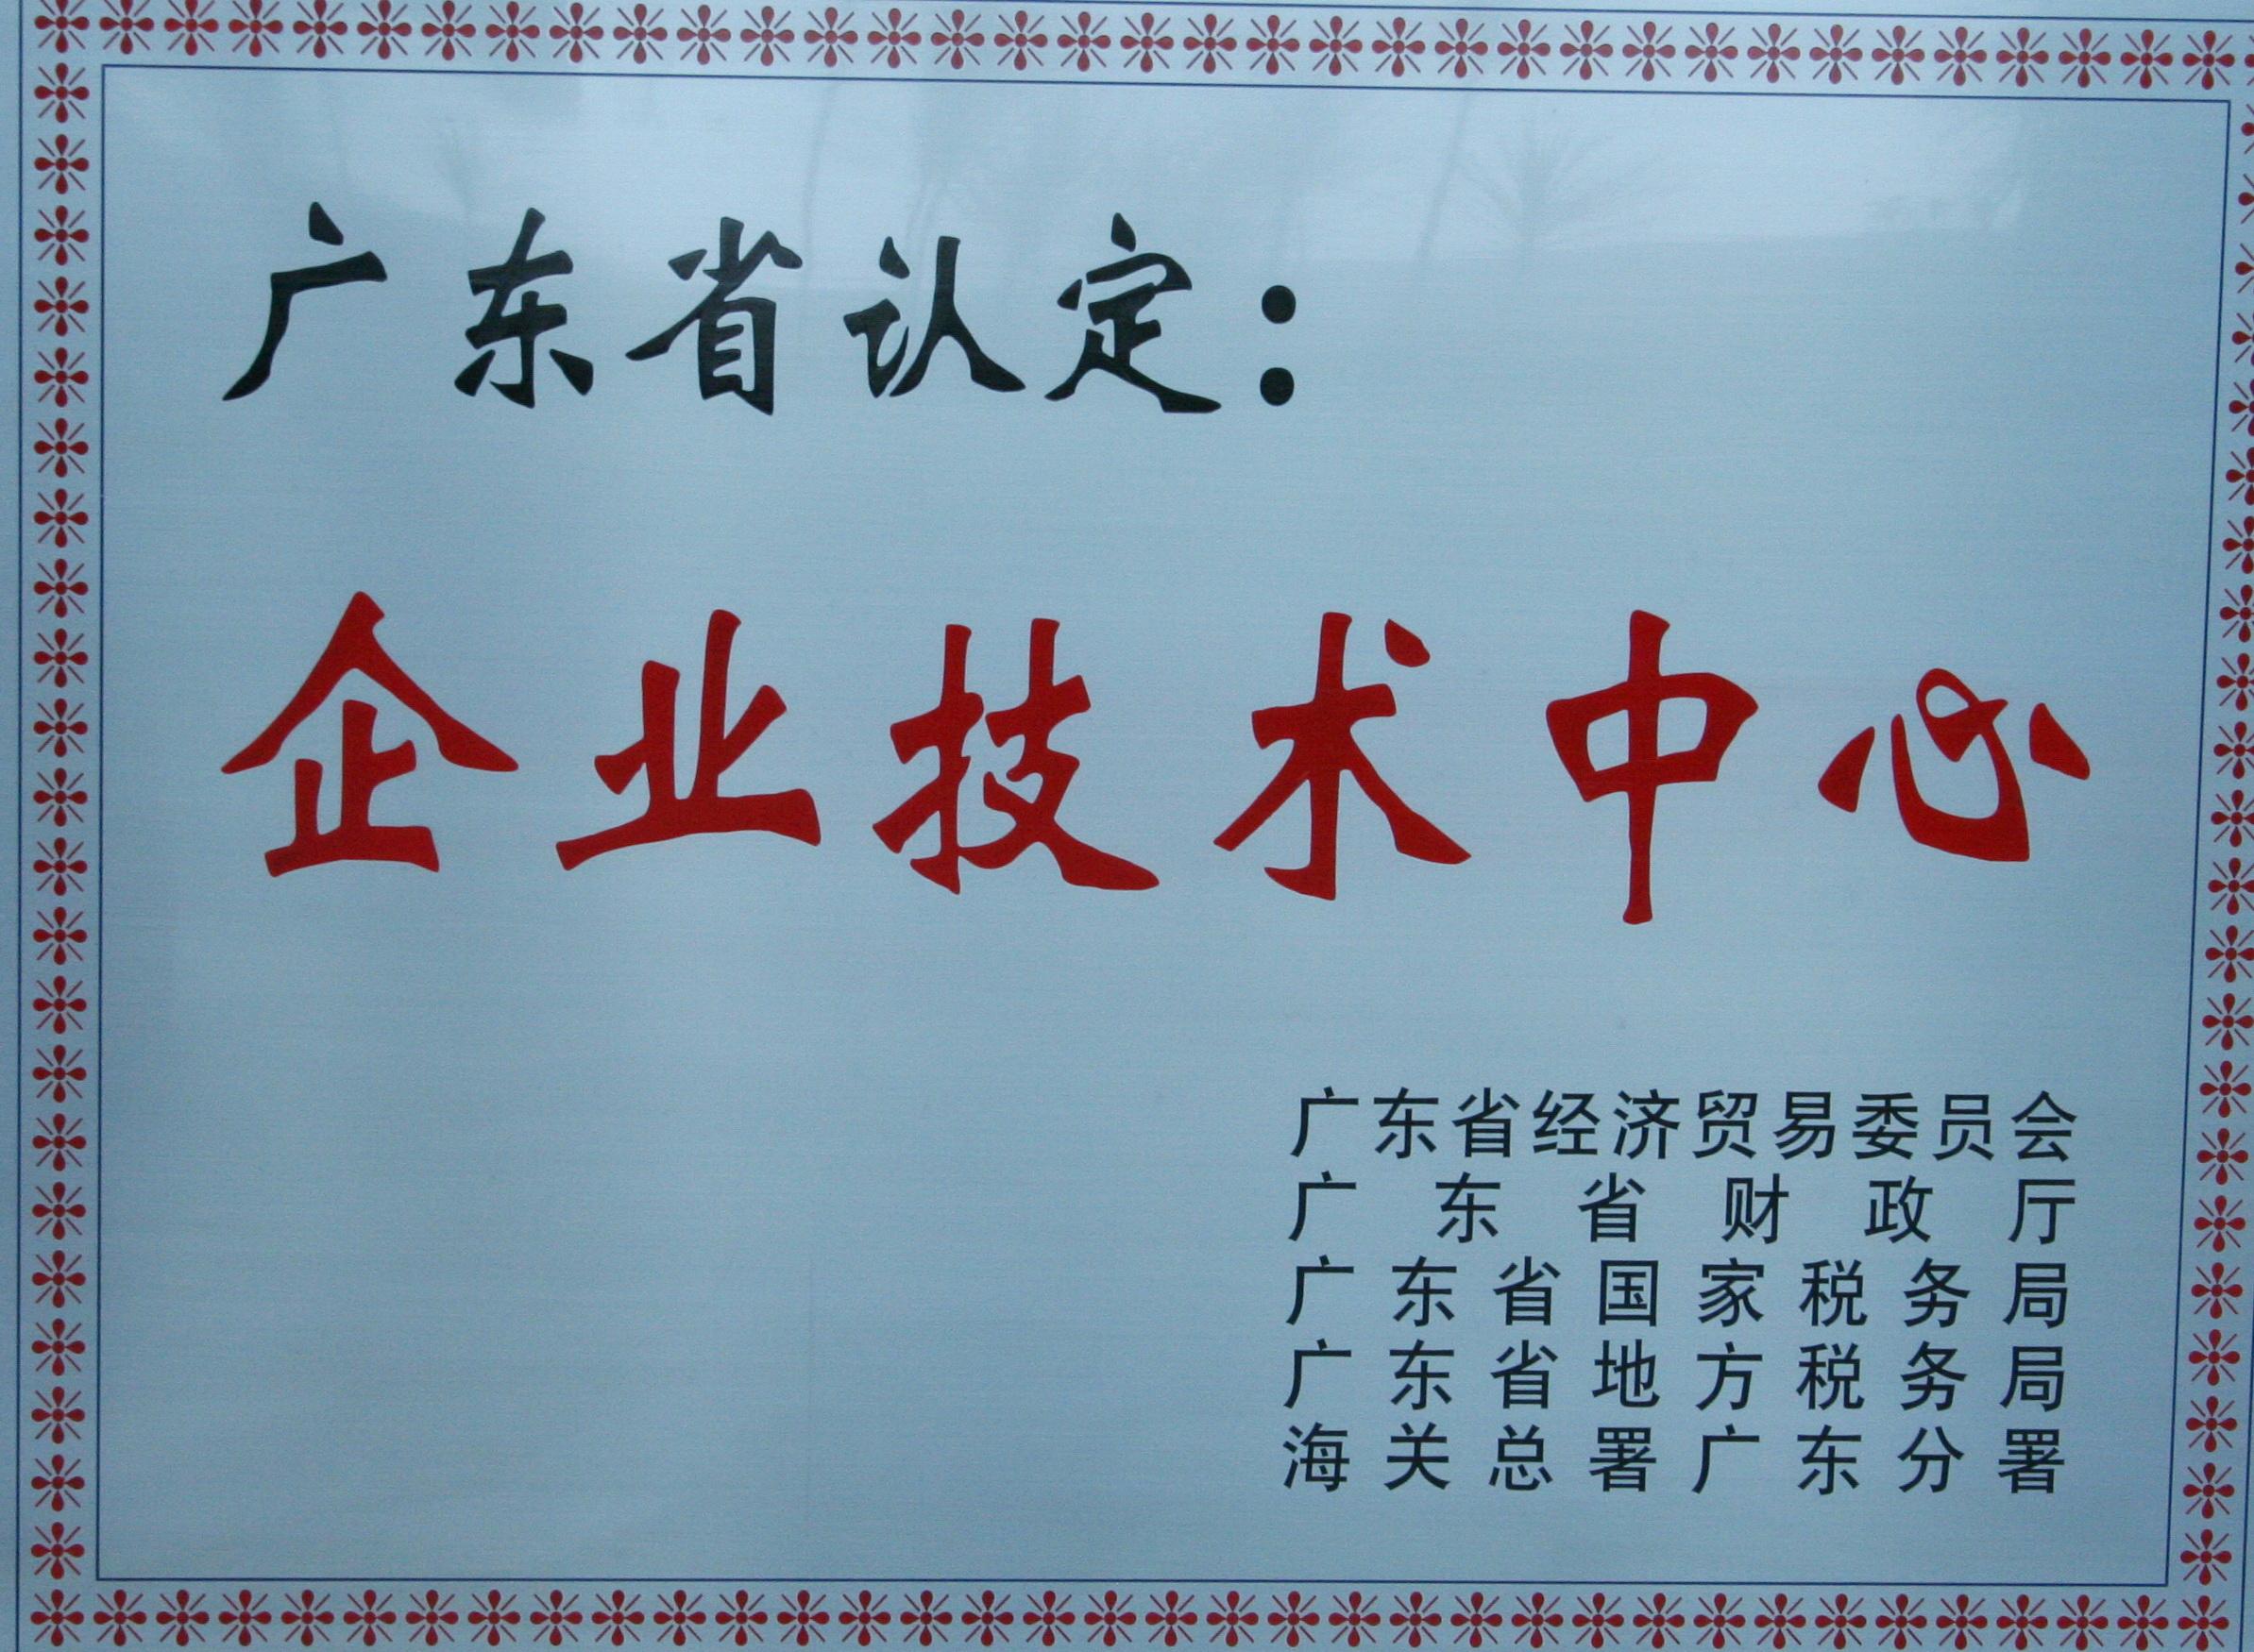 广东省认定：
企业技术中心
广东省经济贸易委员会
广东省财政厅
广东省国家税务局
广东省地方税务局
海关总署广东分署